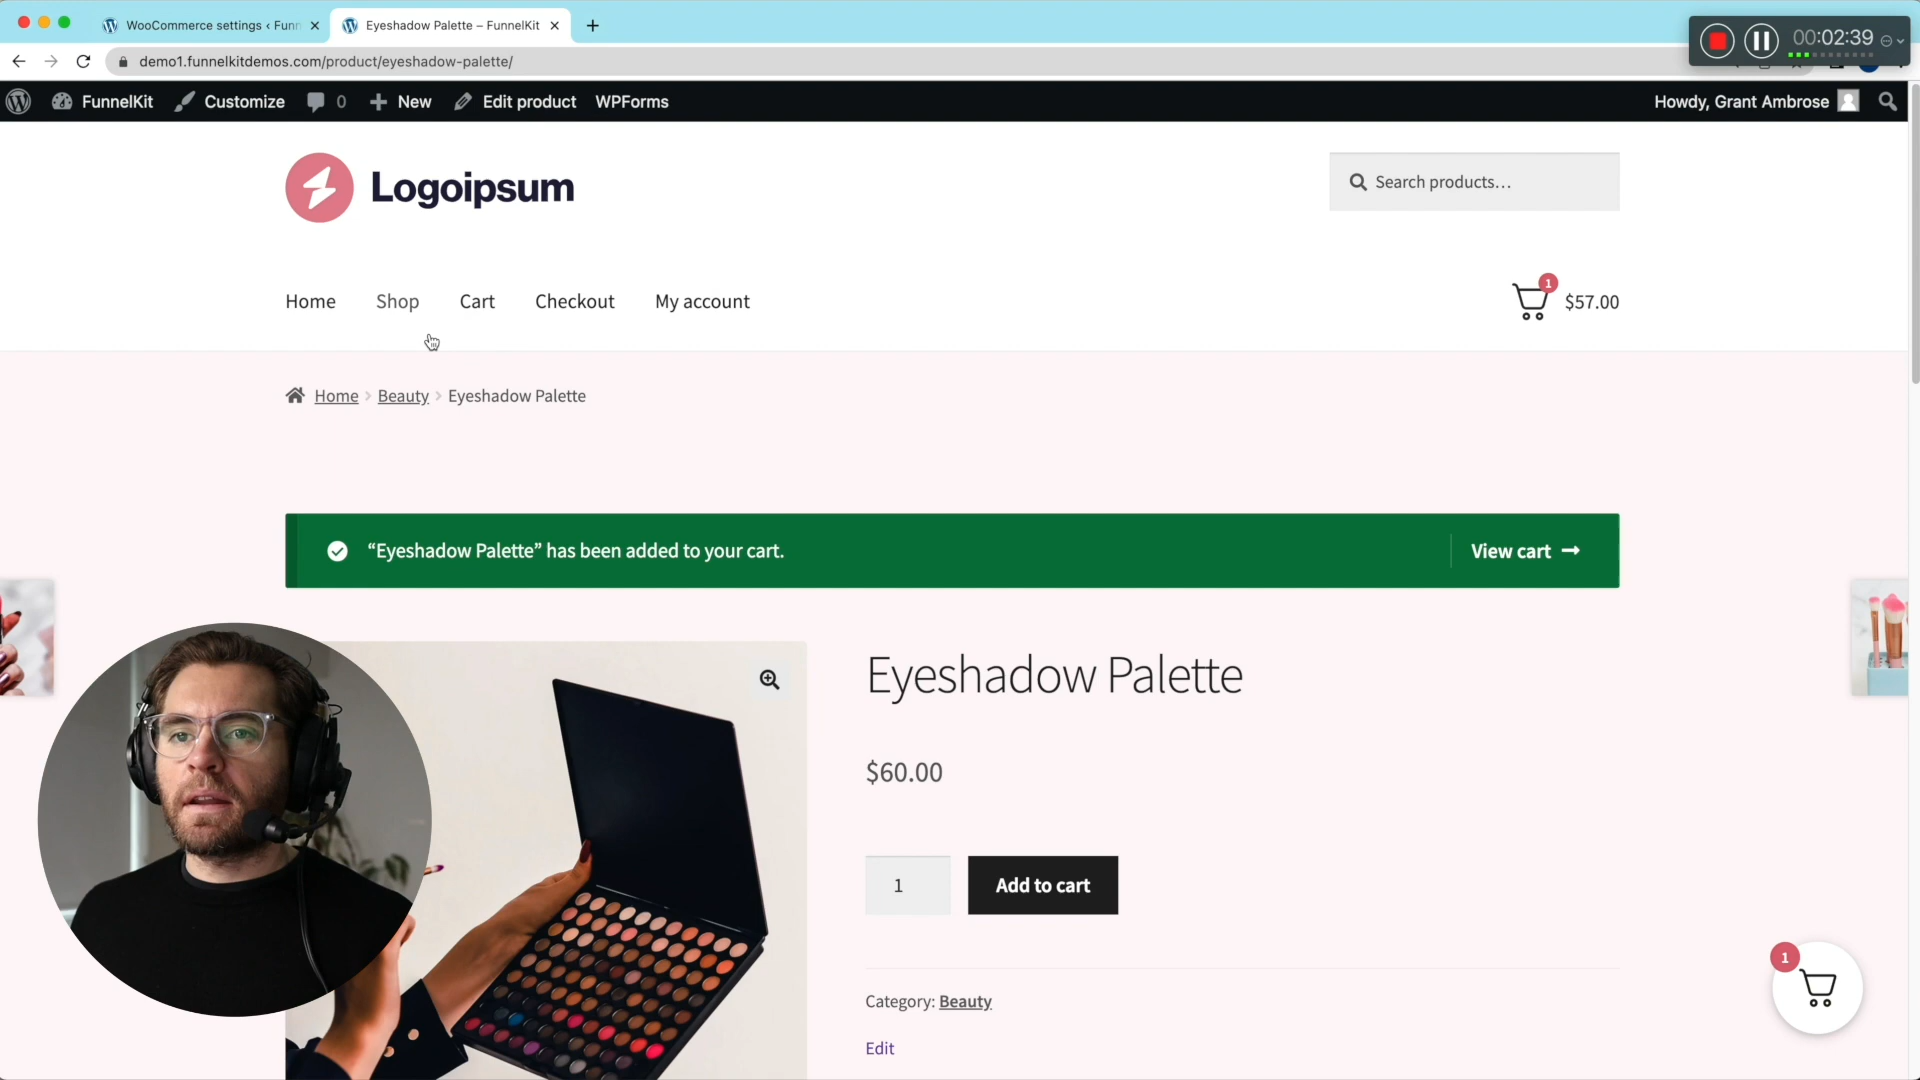 WooCommerce settings ‹ Funn
Eyeshadow Palette – FunnelKit
00:02:39
demo1.funnelkitdemos.com/product/eyeshadow-palette/
FunnelKit
Customize
0
New
Edit product
WPForms
Howdy, Grant Ambrose
Logoipsum
Search products…
Home
Shop
Cart
Checkout
My account
1
$57.00
Home
Beauty
Eyeshadow Palette
“Eyeshadow Palette” has been added to your cart.
View cart
Eyeshadow Palette
$60.00
1
Add to cart
1
Category: Beauty
Edit